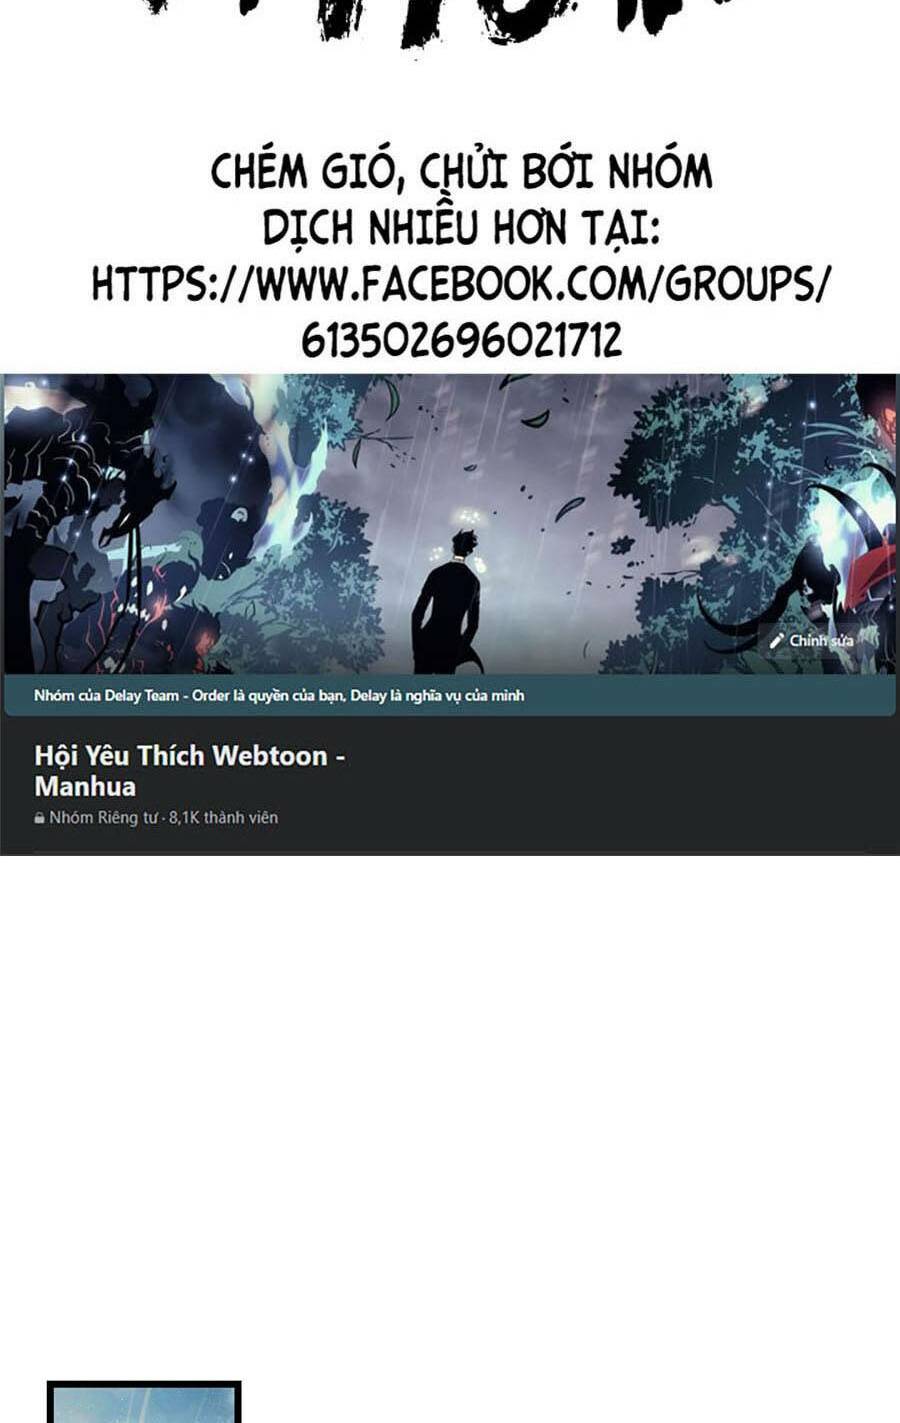 CHÉM GIÓ, CHỬI BỚI NHÓM
DỊCH NHIỀU HƠN TẠI:
HTTPS://WWW.FACEBOOK.COM/GROUPS/
613502696021712
Chỉnh sửa
Nhóm của Delay Team - Order là quyền của bạn, Delay là nghĩa vụ của mình
Hội Yêu Thích Webtoon -
Manhua
Nhóm Riêng tư · 8,1K thành viên